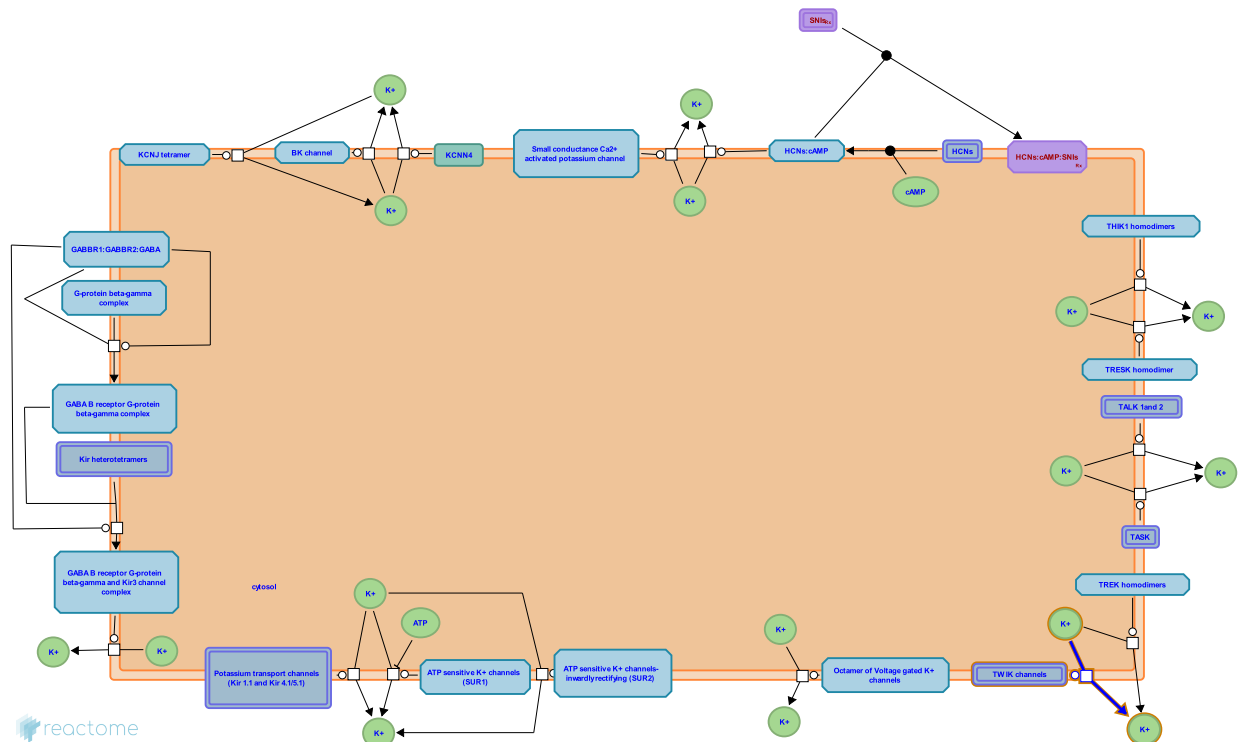 SNIs Rx
K+
K+
KCNJ tetramer
BK channel
KCNN4
Small conductance Ca2+
activated potassium channel
HCNs:cAMP
HCNs
HCNs:cAMP:SNIs
Rx
cAMP
K+
K+
GABBR1:GABBR2:GABA
THIK1 homodimers
G-protein beta-gamma
complex
K+
K+
TRESK homodimer
GABA B receptor G-protein
beta-gamma complex
TALK 1and 2
Kir heterotetramers
K+
K+
TASK
GABA B receptor G-protein
beta-gamma and Kir3 channel
complex
cytosol
TREK homodimers
K+
ATP
K+
K+
K+
K+
Potassium transport channels
(Kir 1.1 and Kir 4.1/5.1)
ATP sensitive K+ channels
(SUR1)
ATP sensitive K+ channels-
inwardlyrectifying (SUR2)
Octamer of Voltage gated K+
channels
TWIK channels
K+
K+
K+
reactome